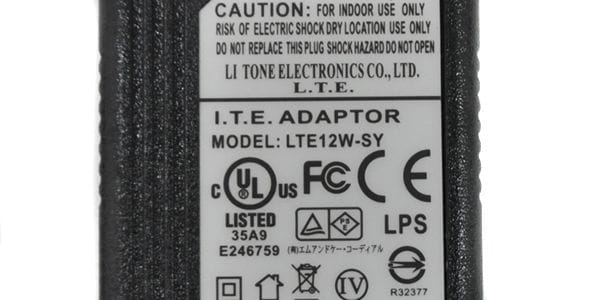 CAUTION: FOR INDOOR USE ONLY
RISK OF ELECTRIC SHOCK DRY LOCATION USE ONLY
DO NOT REPLACE THIS PLUG SHOCK HAZARD DO NOT OPEN
LI TONE ELECTRONICS CO., LTD.
L.T.E.
I.T.E. ADAPTOR
MODEL: LTE12W-SY
C UL US FC CE
LISTED
35A9
E246759
PSE
LPS
(有)エムアンドケー・コーディアル
IV
R32377